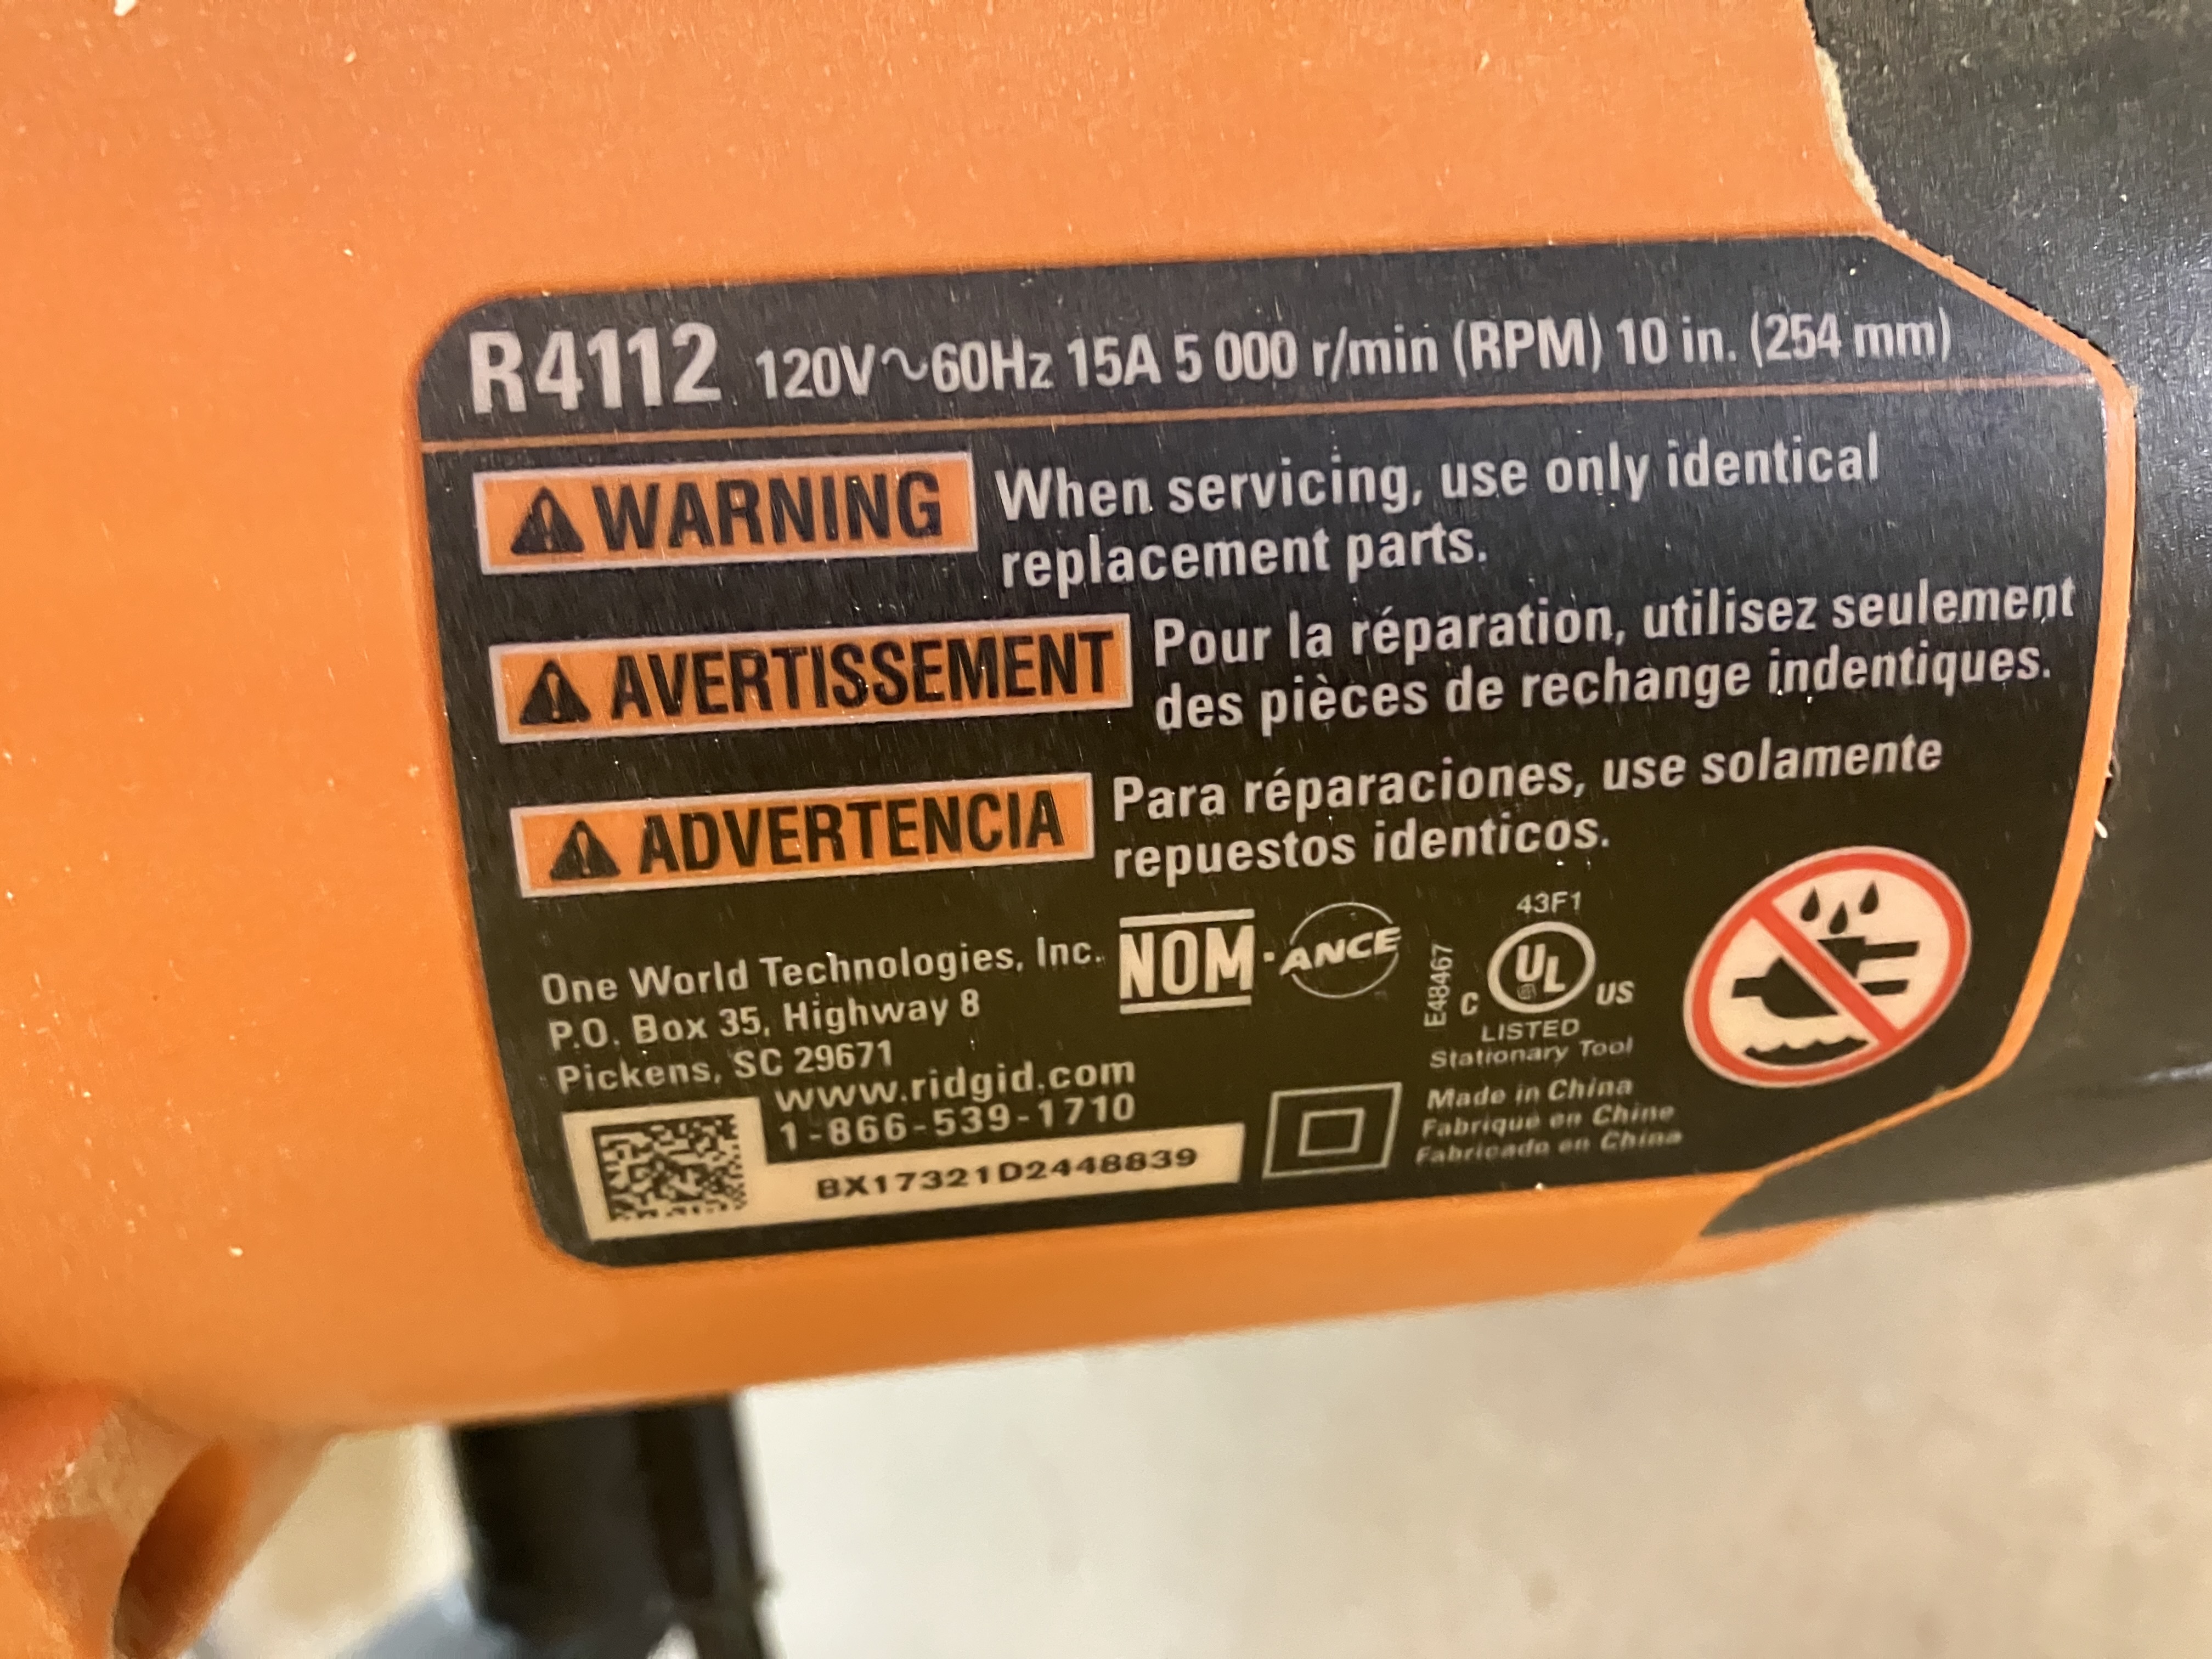 R4112 120V~60Hz 15A 5 000 r/min (RPM) 10 in. (254 mm)
WARNING When servicing, use only identical
replacement parts.
AVERTISSEMENT Pour la réparation, utilisez seulement
des pièces de rechange indentiques.
ADVERTENCIA Para réparaciones, use solamente
repuestos identicos.
One World Technologies, Inc.
P.O. Box 35, Highway 8
Pickens, SC 29671
www.ridgid.com
1-866-539-1710
BX17321D2448839
NOM-ANCE
43F1
E48467
C UL US
LISTED
Stationary Tool
Made in China
Fabriqué en Chine
Fabricado en China